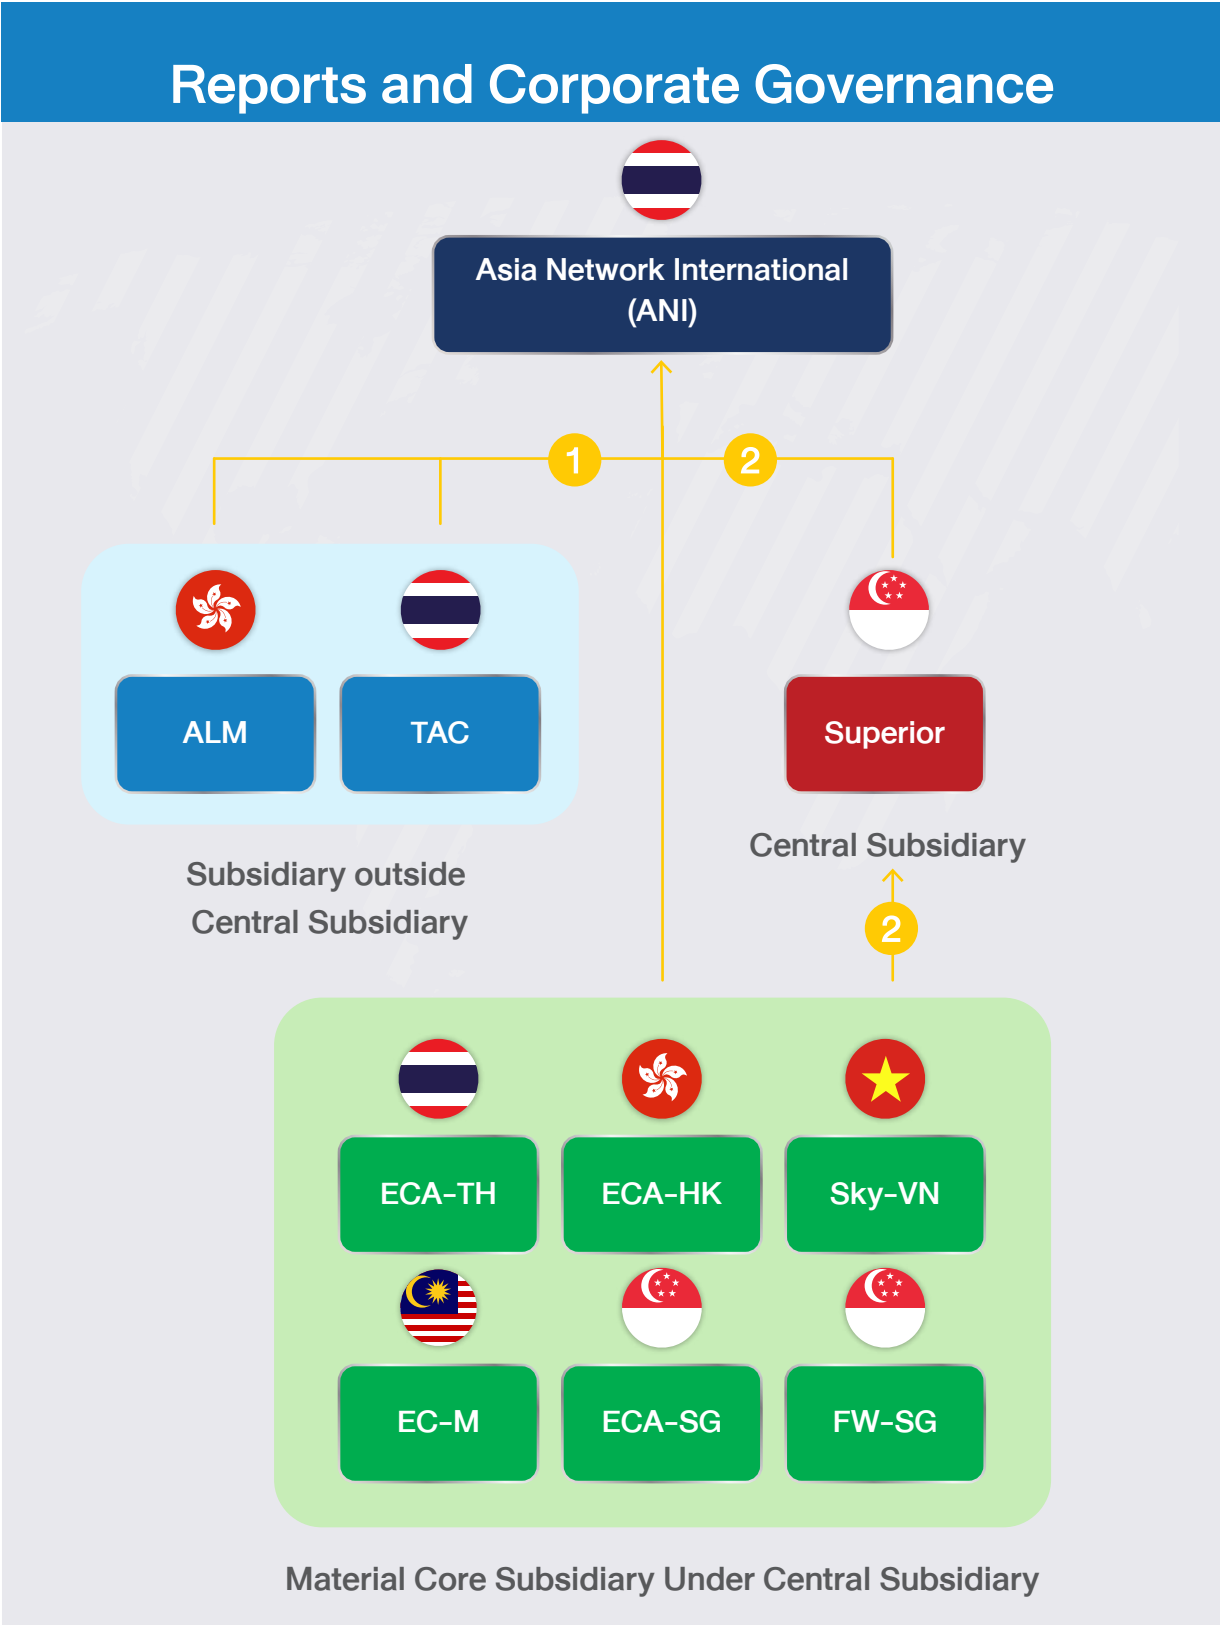 Reports and Corporate Governance
Asia Network International
(ANI)
1
2
ALM
TAC
Superior
Subsidiary outside
Central Subsidiary
Central Subsidiary
2
ECA-TH
ECA-HK
Sky-VN
EC-M
ECA-SG
FW-SG
Material Core Subsidiary Under Central Subsidiary